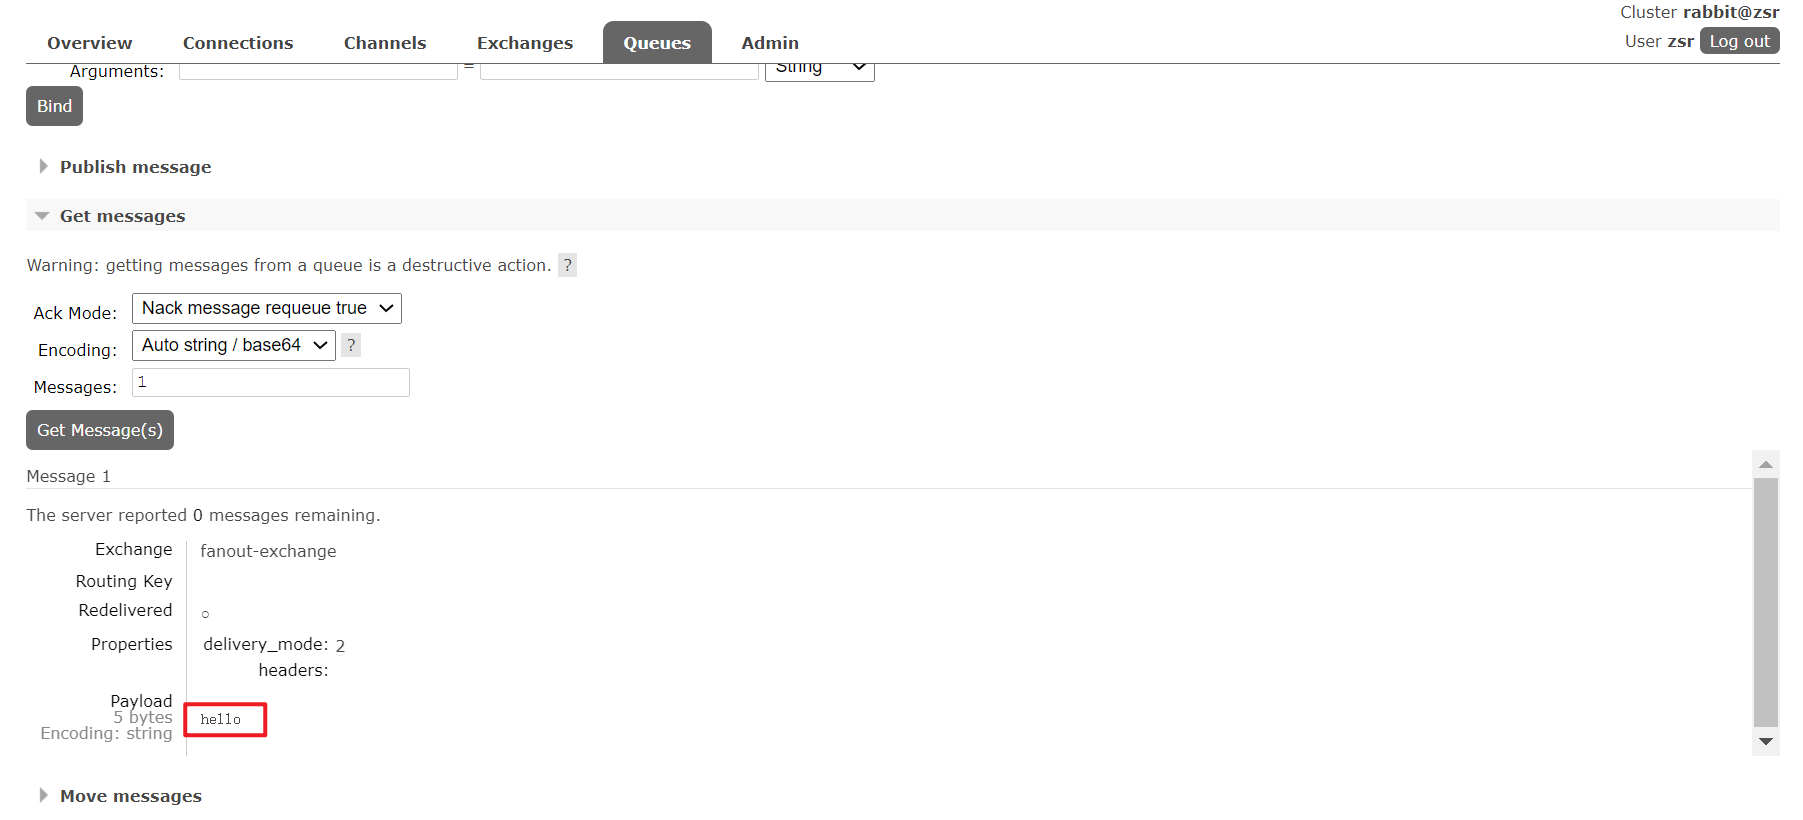 Cluster rabbit@zsr
Overview Connections Channels Exchanges Queues Admin
User zsr Log out
Arguments: = String
Bind
Publish message
Get messages
Warning: getting messages from a queue is a destructive action. ?
Ack Mode: Nack message requeue true
Encoding: Auto string / base64 ?
Messages: 1
Get Message(s)
Message 1
The server reported 0 messages remaining.
Exchange fanout-exchange
Routing Key
Redelivered ○
Properties delivery_mode: 2
headers:
Payload
5 bytes
hello
Encoding: string
Move messages